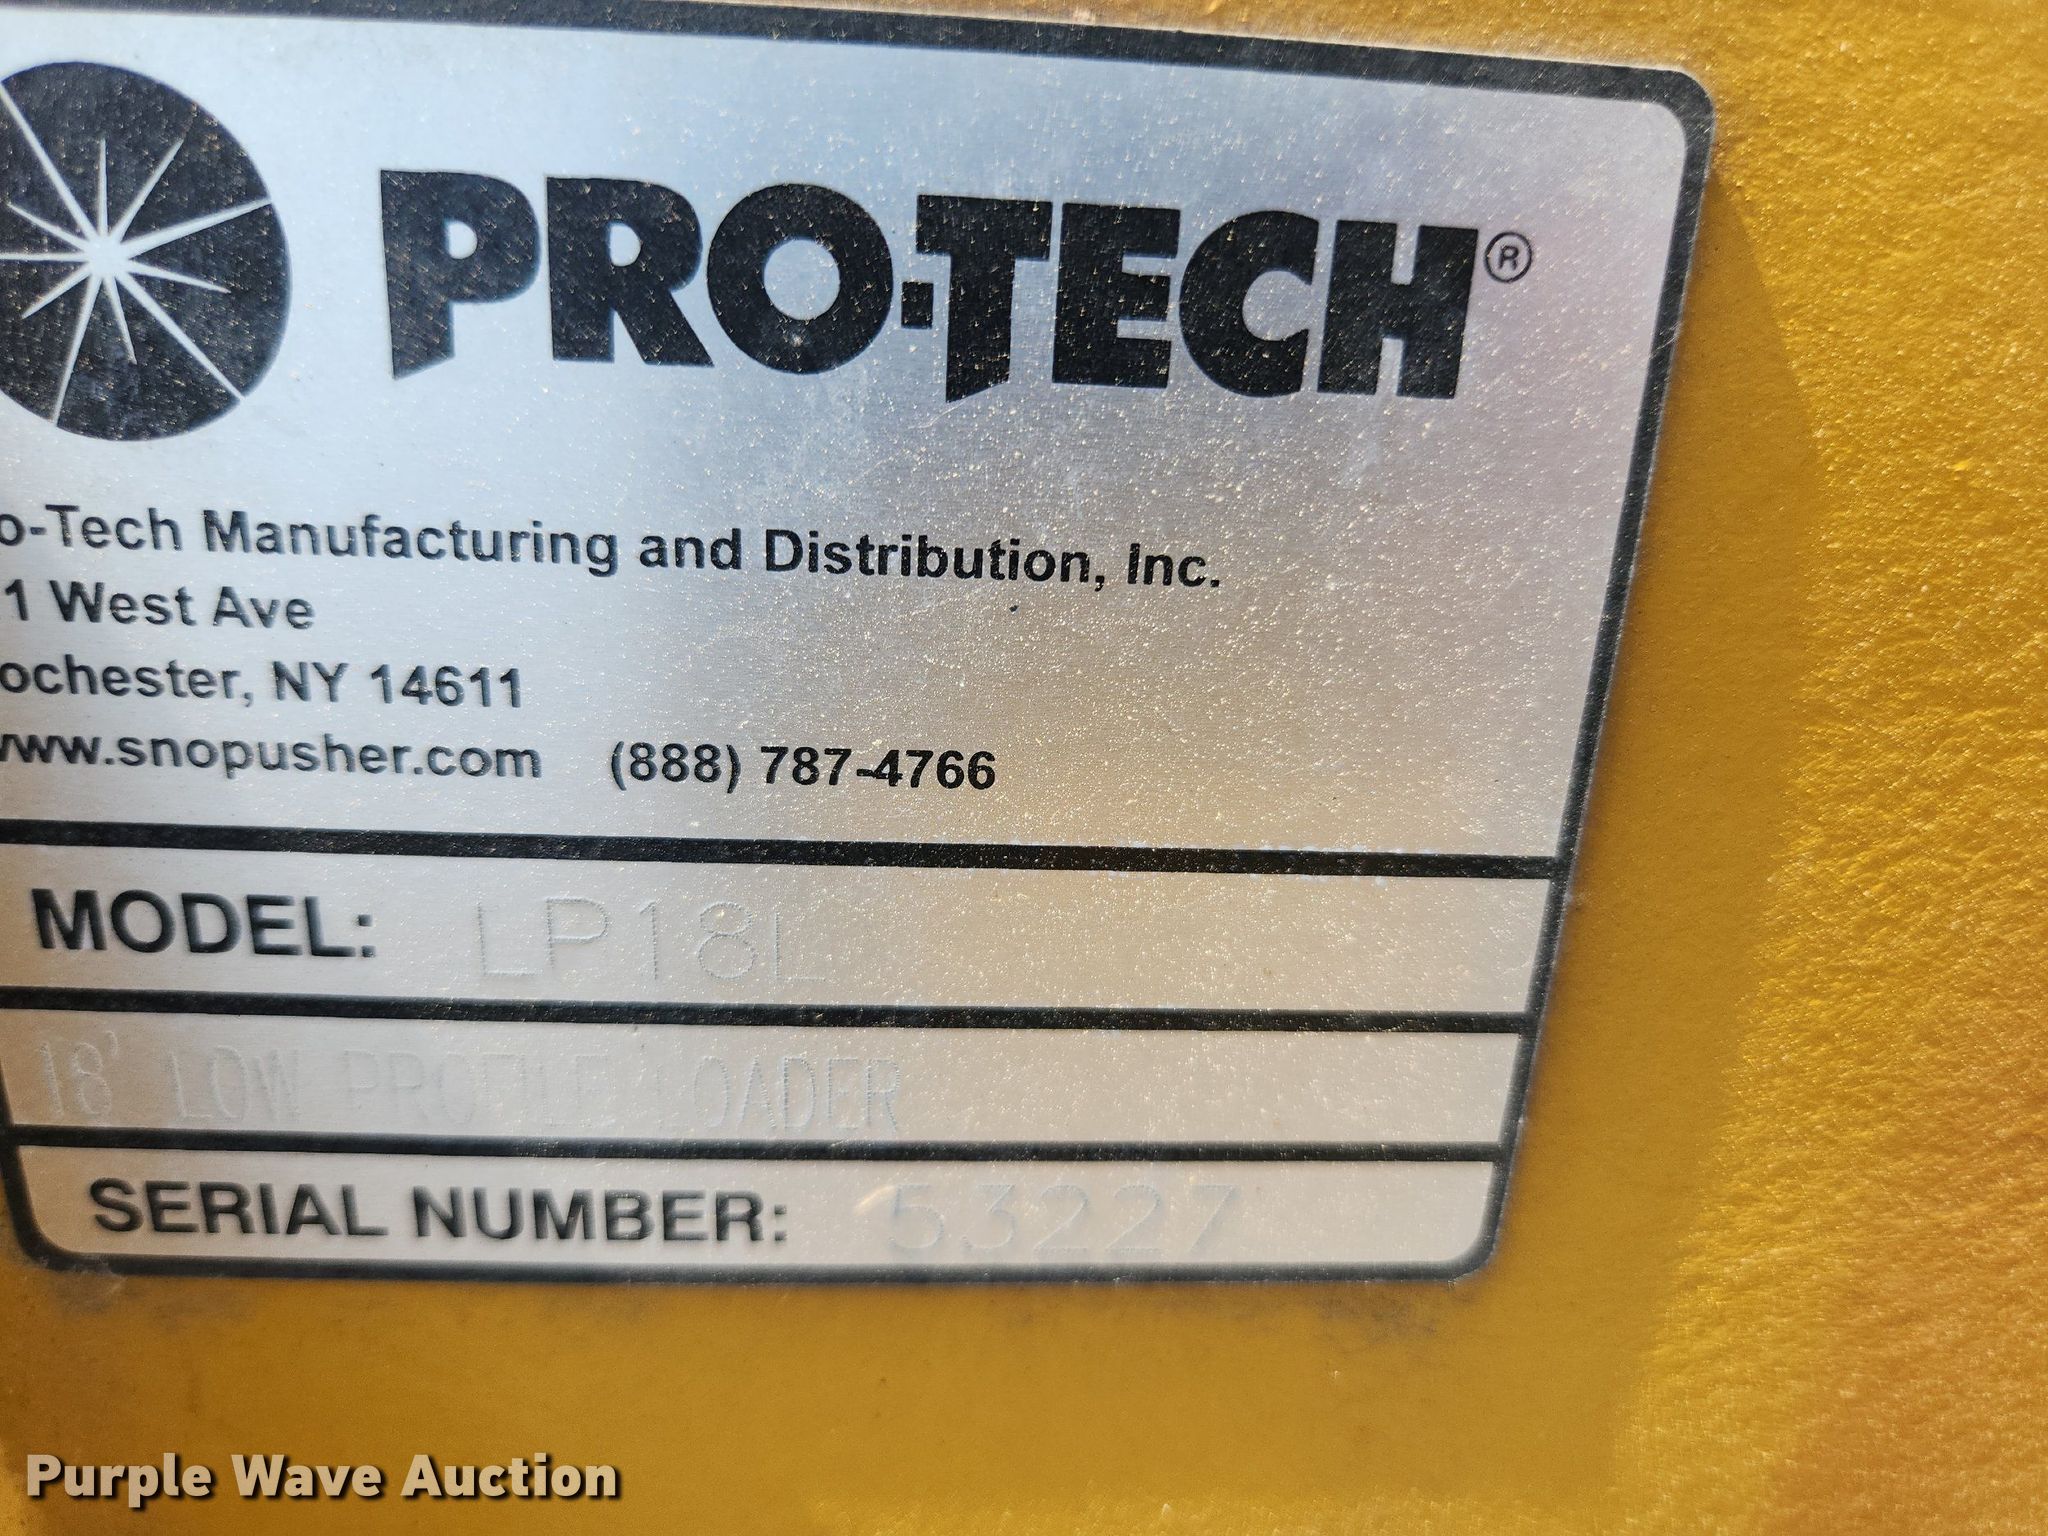 PRO-TECH®
o-Tech Manufacturing and Distribution, Inc.
1 West Ave
ochester, NY 14611
www.snopusher.com (888) 787-4766
MODEL: LP18L
18' LOW PROFILE LOADER
SERIAL NUMBER: 53227
Purple Wave Auction